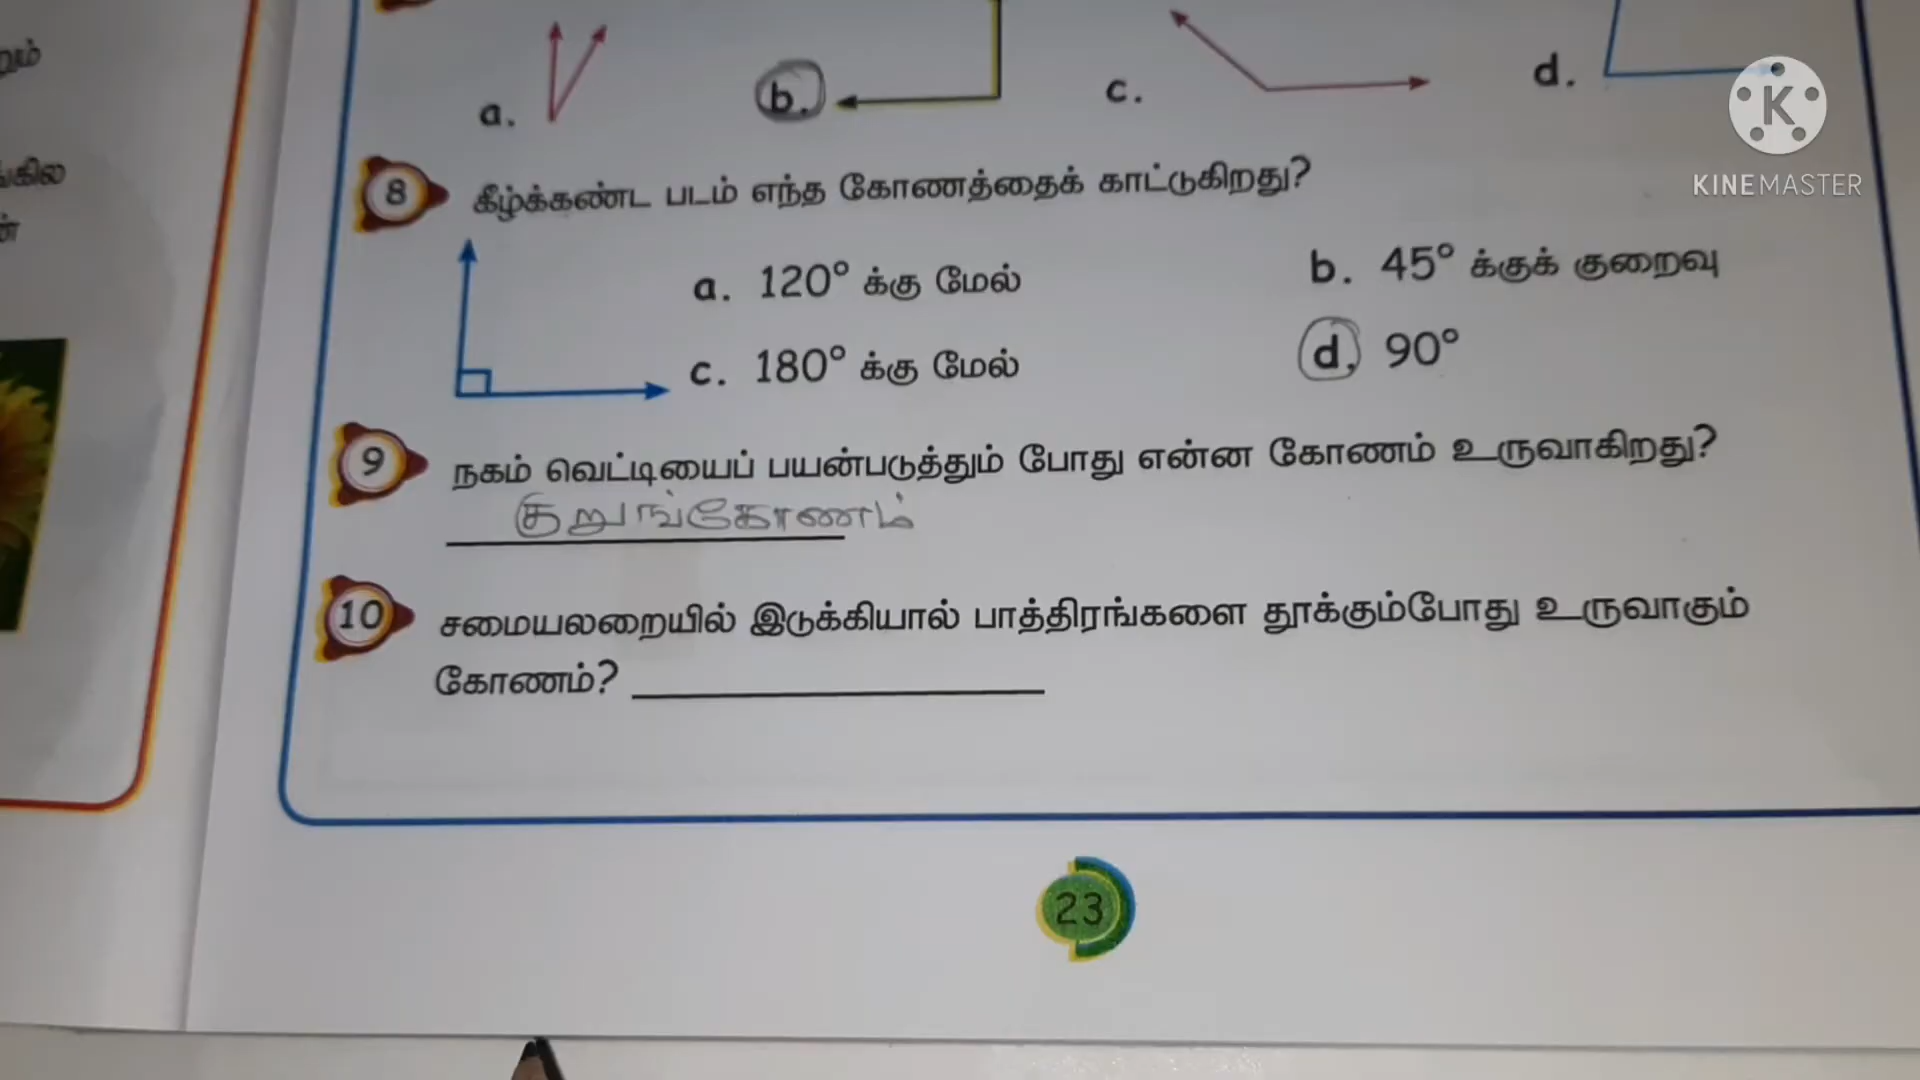 றும்
a.
b.
c.
d.
K
KINEMASTER
8 கீழ்க்கண்ட படம் எந்த கோணத்தைக் காட்டுகிறது?
a. 120° க்கு மேல்
b. 45° க்குக் குறைவு
c. 180° க்கு மேல்
d. 90°
9 நகம் வெட்டியைப் பயன்படுத்தும் போது என்ன கோணம் உருவாகிறது?
குறுங்கோணம்
10 சமையலறையில் இடுக்கியால் பாத்திரங்களை தூக்கும்போது உருவாகும்
கோணம்?
23